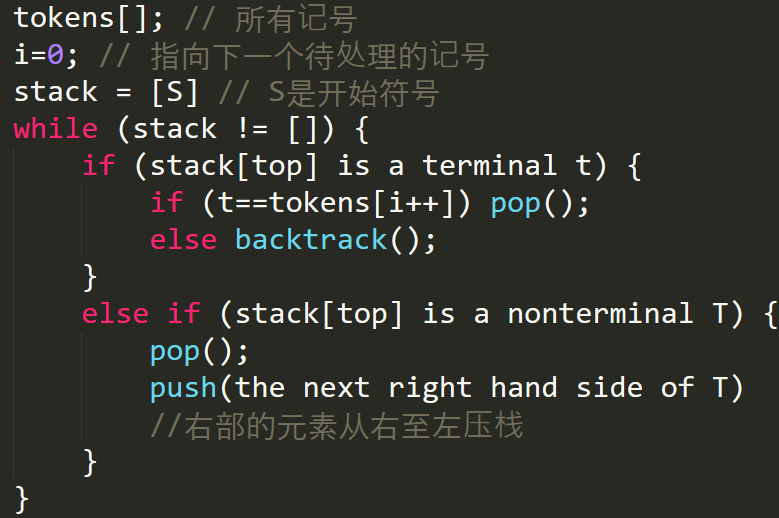 tokens[]; // 所有记号
i=0; // 指向下一个待处理的记号
stack = [S] // S是开始符号
while (stack != []) {
    if (stack[top] is a terminal t) {
        if (t==tokens[i++]) pop();
        else backtrack();
    }
    else if (stack[top] is a nonterminal T) {
        pop();
        push(the next right hand side of T)
        //右部的元素从右至左压栈
    }
}